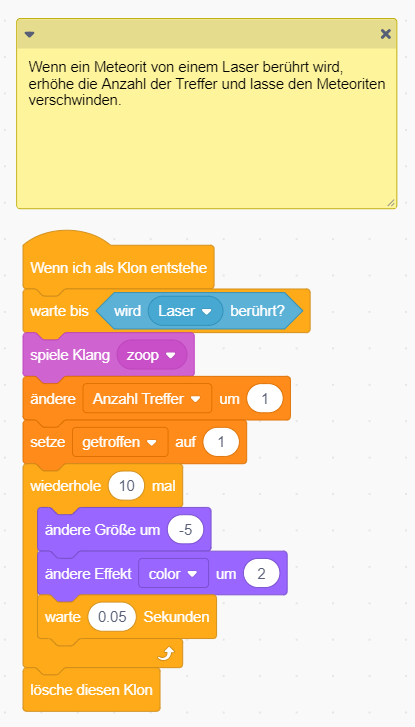 Wenn ein Meteorit von einem Laser berührt wird,
erhöhe die Anzahl der Treffer und lasse den Meteoriten
verschwinden.
Wenn ich als Klon entstehe
warte bis wird Laser berührt?
spiele Klang zoop
ändere Anzahl Treffer um 1
setze getroffen auf 1
wiederhole 10 mal
ändere Größe um -5
ändere Effekt color um 2
warte 0.05 Sekunden
lösche diesen Klon